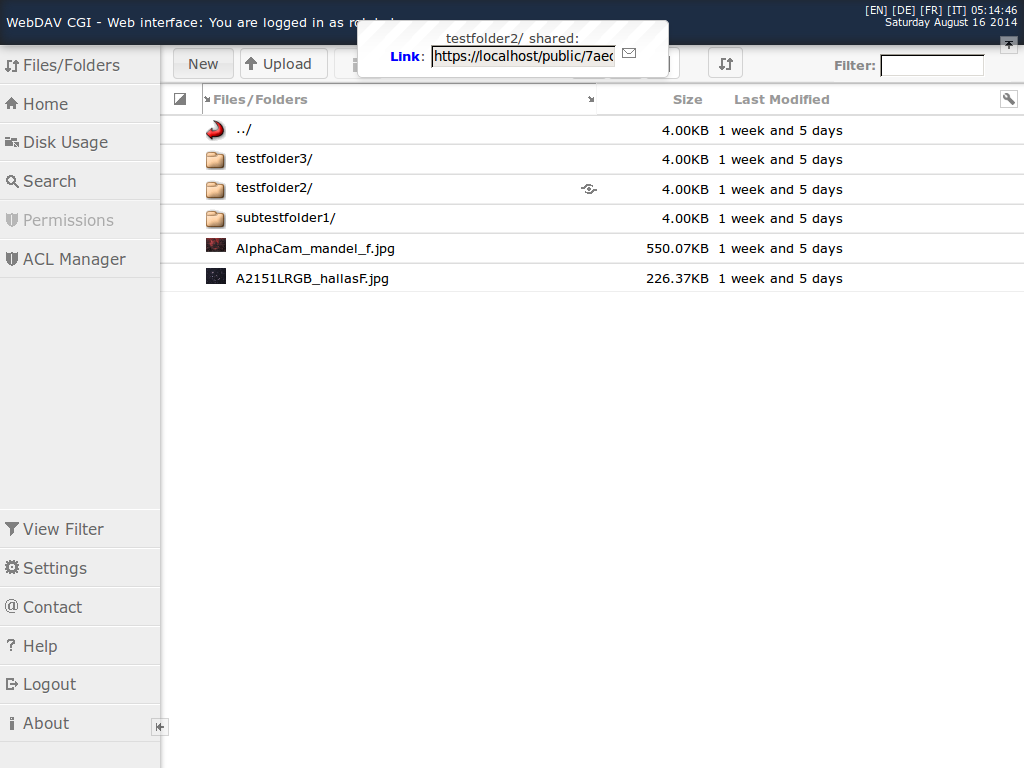 WebDAV CGI - Web interface: You are logged in as
[EN] [DE] [FR] [IT] 05:14:46
Saturday August 16 2014
testfolder2/ shared:
Link: https://localhost/public/7aec
Files/Folders
New
Upload
Filter:
Files/Folders
Size
Last Modified
Home
../ 4.00KB 1 week and 5 days
Disk Usage
testfolder3/ 4.00KB 1 week and 5 days
Search
testfolder2/ 4.00KB 1 week and 5 days
Permissions
subtestfolder1/ 4.00KB 1 week and 5 days
ACL Manager
AlphaCam_mandel_f.jpg 550.07KB 1 week and 5 days
A2151LRGB_hallasF.jpg 226.37KB 1 week and 5 days
View Filter
Settings
@ Contact
? Help
Logout
About